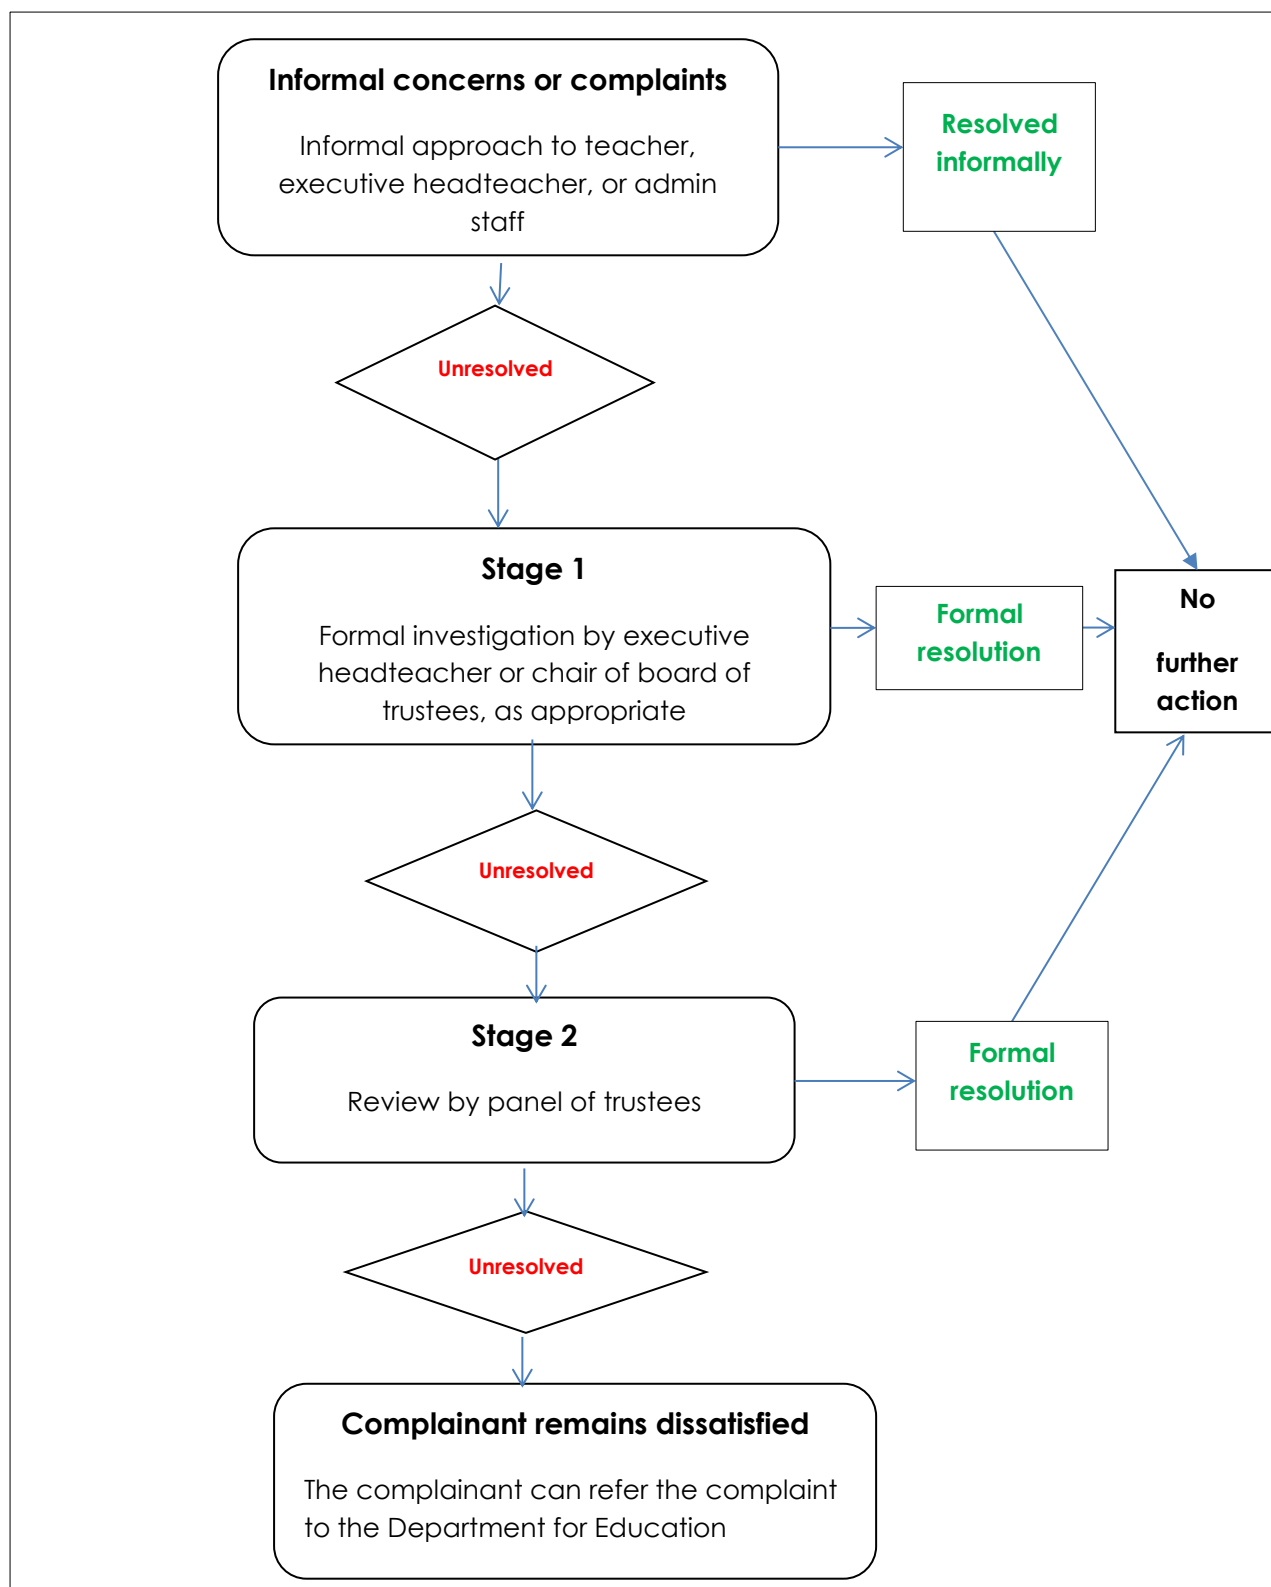 Informal concerns or complaints
Informal approach to teacher,
executive headteacher, or admin
staff
Resolved
informally
Unresolved
Stage 1
Formal investigation by executive
headteacher or chair of board of
trustees, as appropriate
Formal
resolution
No
further
action
Unresolved
Stage 2
Review by panel of trustees
Formal
resolution
Unresolved
Complainant remains dissatisfied
The complainant can refer the complaint
to the Department for Education